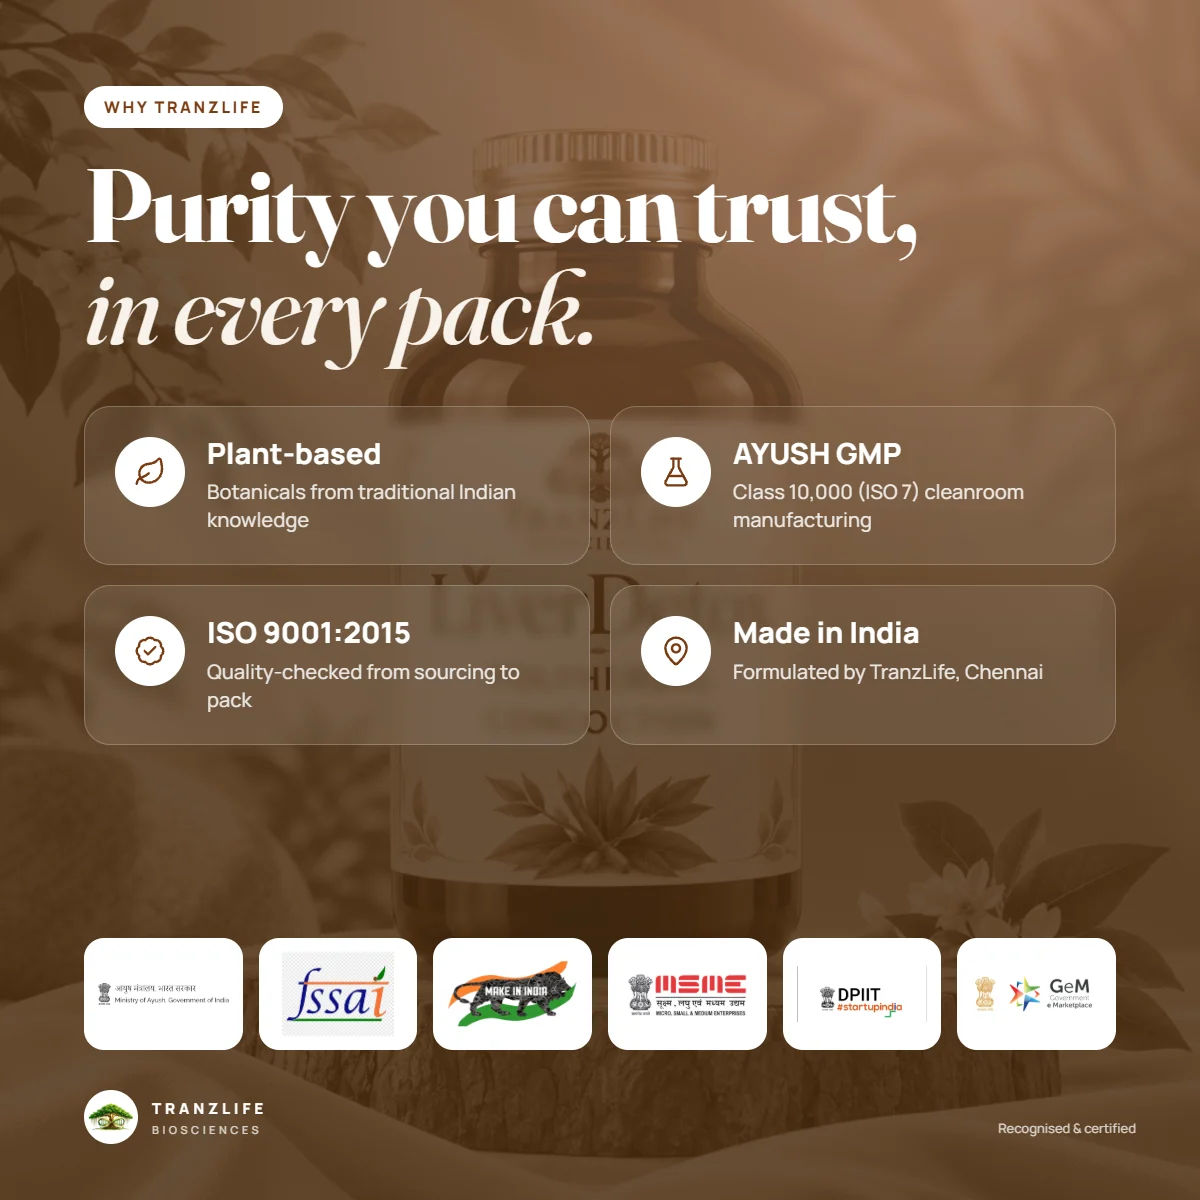 WHY TRANZLIFE
Purity you can trust,
in every pack.
Plant-based
Botanicals from traditional Indian
knowledge
AYUSH GMP
Class 10,000 (ISO 7) cleanroom
manufacturing
ISO 9001:2015
Quality-checked from sourcing to
pack
Made in India
Formulated by TranzLife, Chennai
Liver Detox
आयुष मंत्रालय, भारत सरकार
Ministry of Ayush, Government of India
fssai
MAKE IN INDIA
MSME
सूक्ष्म, लघु एवं मध्यम उद्यम
MICRO, SMALL & MEDIUM ENTERPRISES
DPIIT
#startupindia
GeM
Government
e Marketplace
TRANZLIFE
BIOSCIENCES
Recognised & certified